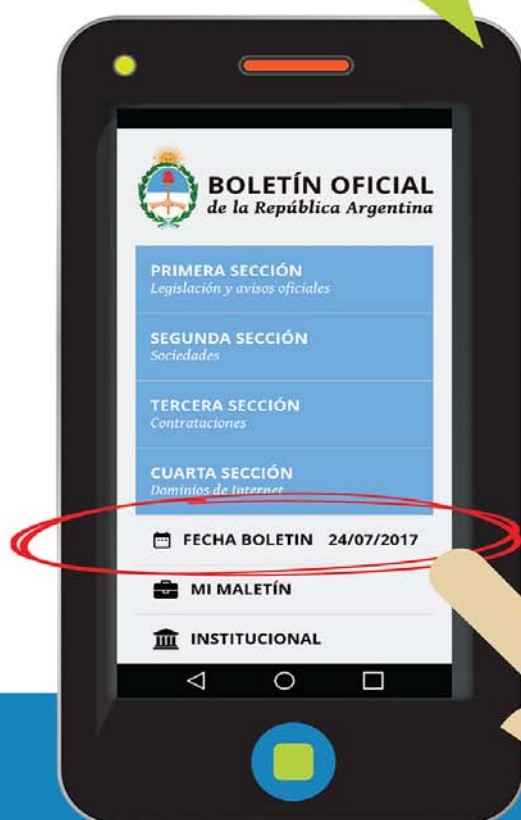 BOLETÍN OFICIAL
de la República Argentina
PRIMERA SECCIÓN
Legislación y avisos oficiales
SEGUNDA SECCIÓN
Sociedades
TERCERA SECCIÓN
Contrataciones
CUARTA SECCIÓN
Dominios de Internet
FECHA BOLETIN 24/07/2017
MI MALETÍN
INSTITUCIONAL